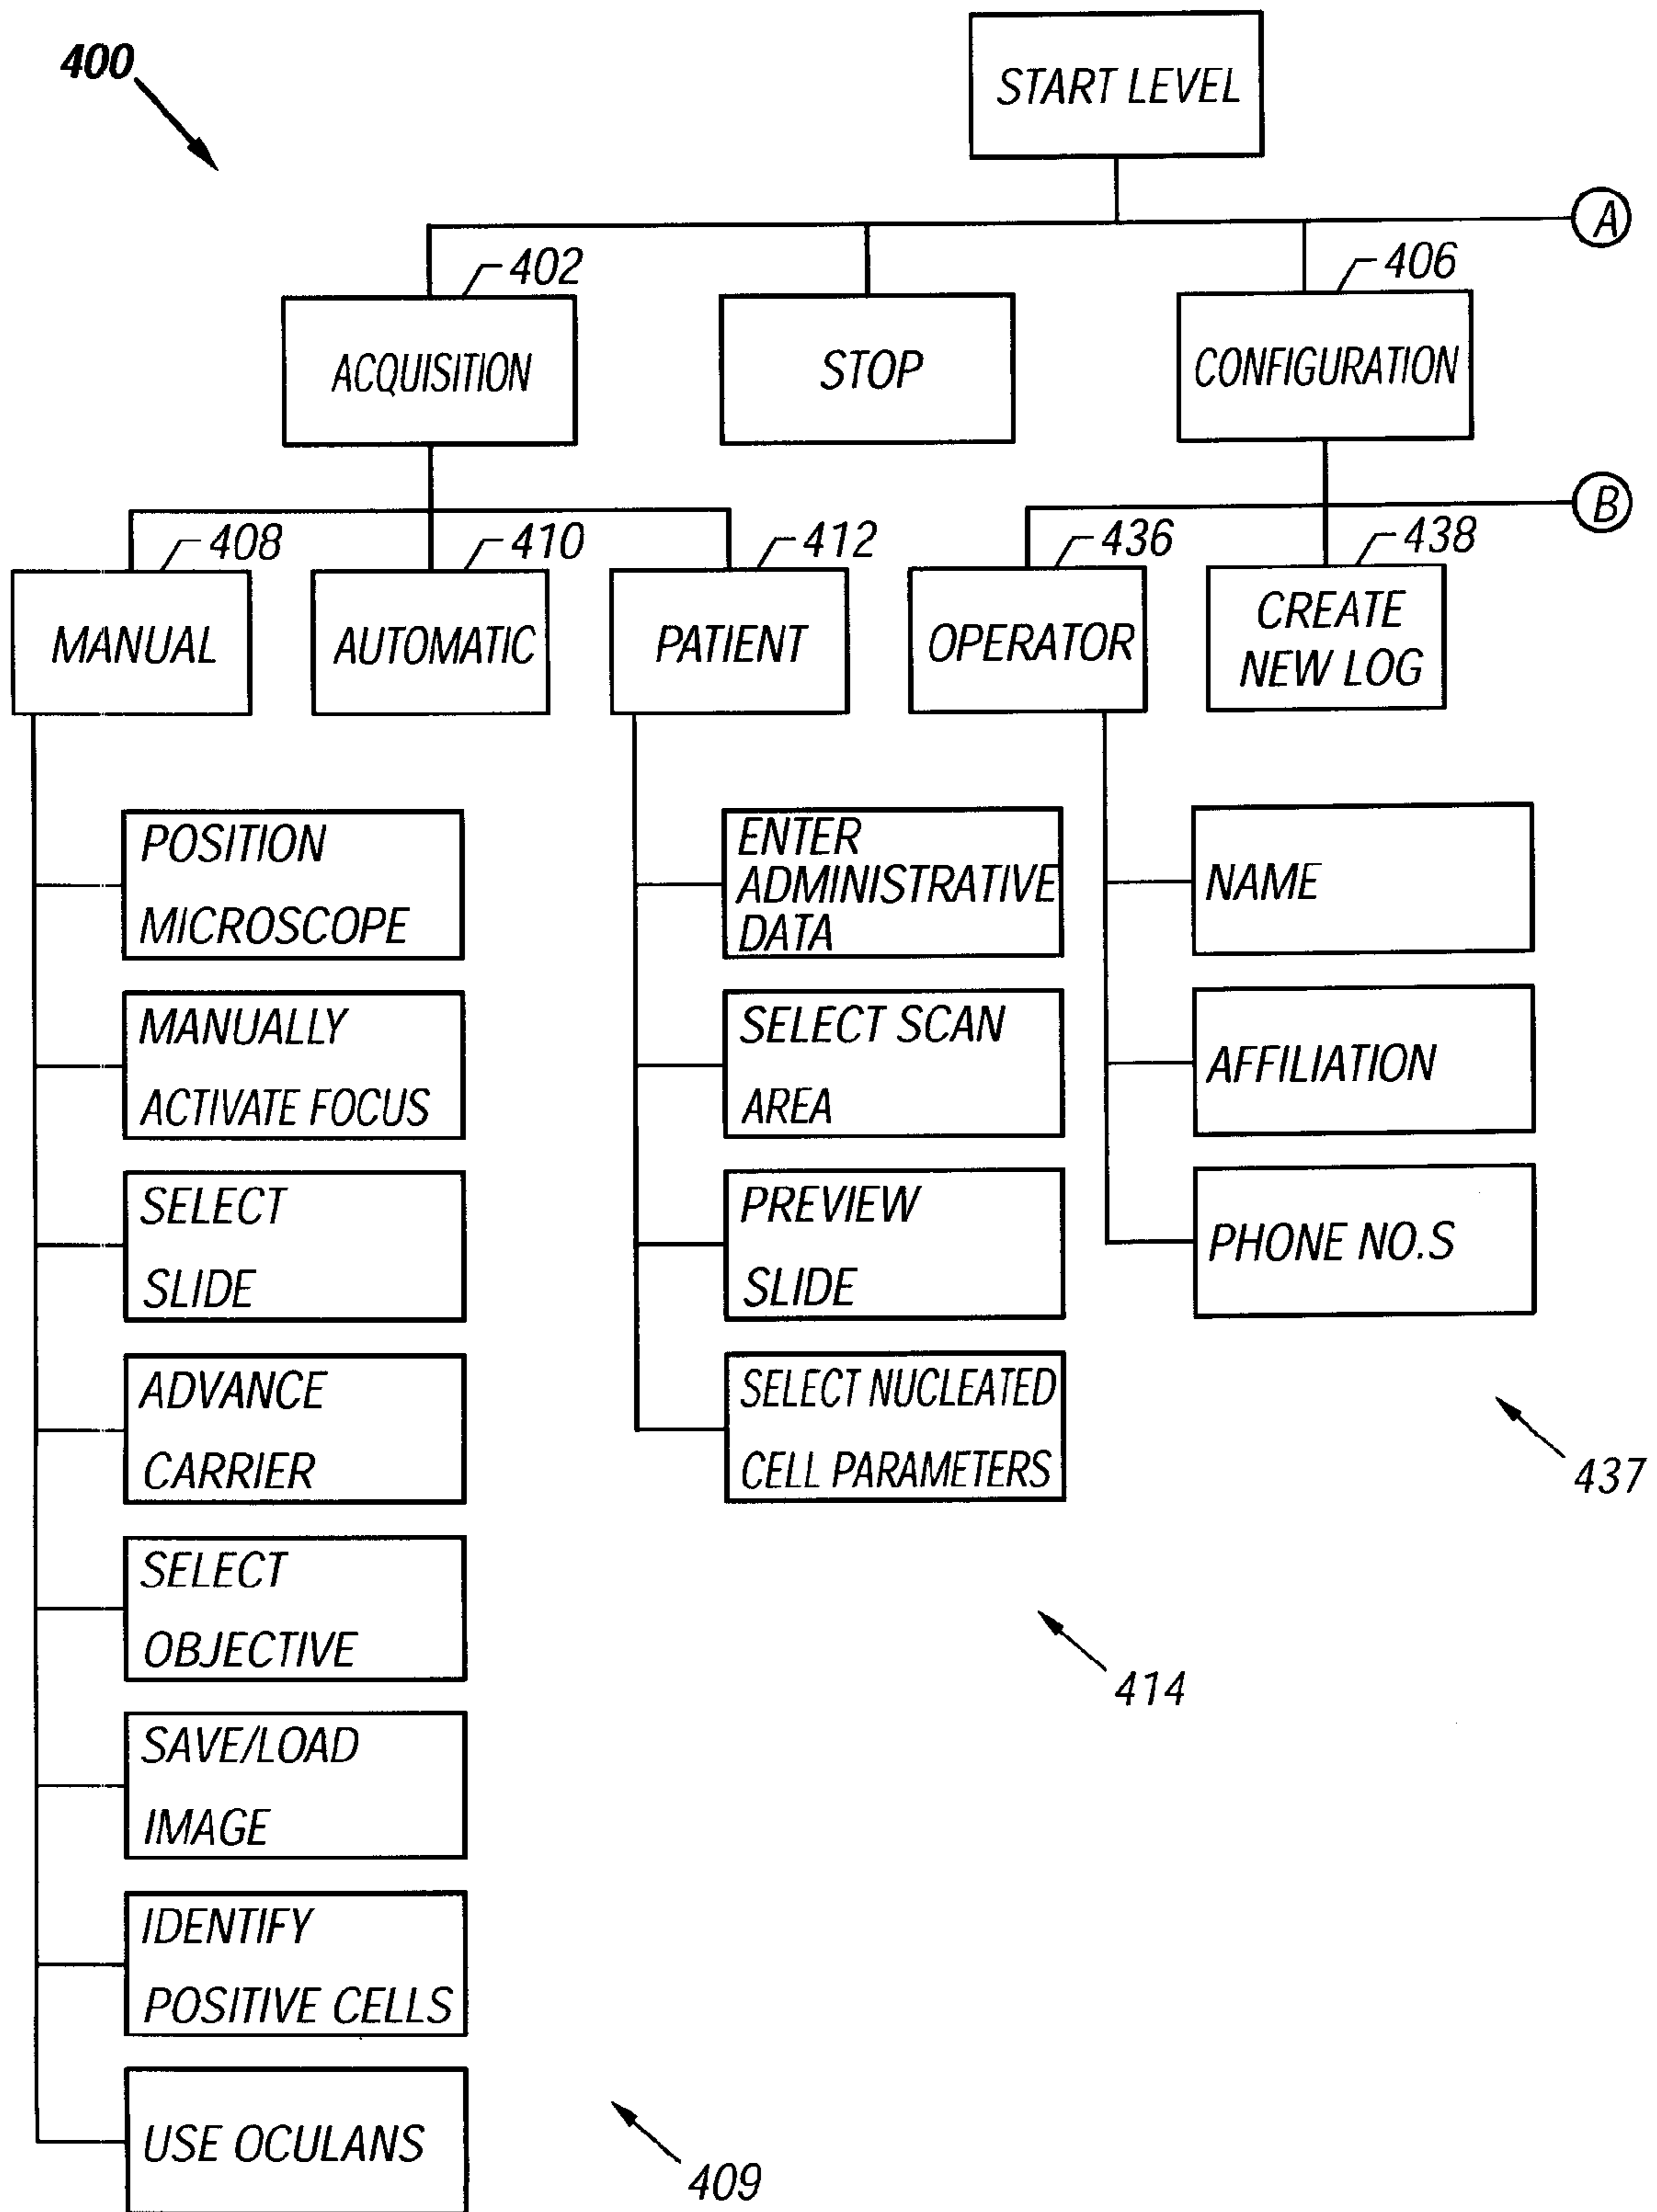 400
START LEVEL
A
402
406
ACQUISITION
STOP
CONFIGURATION
B
408
410
412
436
438
MANUAL
AUTOMATIC
PATIENT
OPERATOR
CREATE
NEW LOG
POSITION
MICROSCOPE
MANUALLY
ACTIVATE FOCUS
SELECT
SLIDE
ADVANCE
CARRIER
SELECT
OBJECTIVE
SAVE/LOAD
IMAGE
IDENTIFY
POSITIVE CELLS
USE OCULANS
409
ENTER
ADMINISTRATIVE
DATA
SELECT SCAN
AREA
PREVIEW
SLIDE
SELECT NUCLEATED
CELL PARAMETERS
414
NAME
AFFILIATION
PHONE NO.S
437